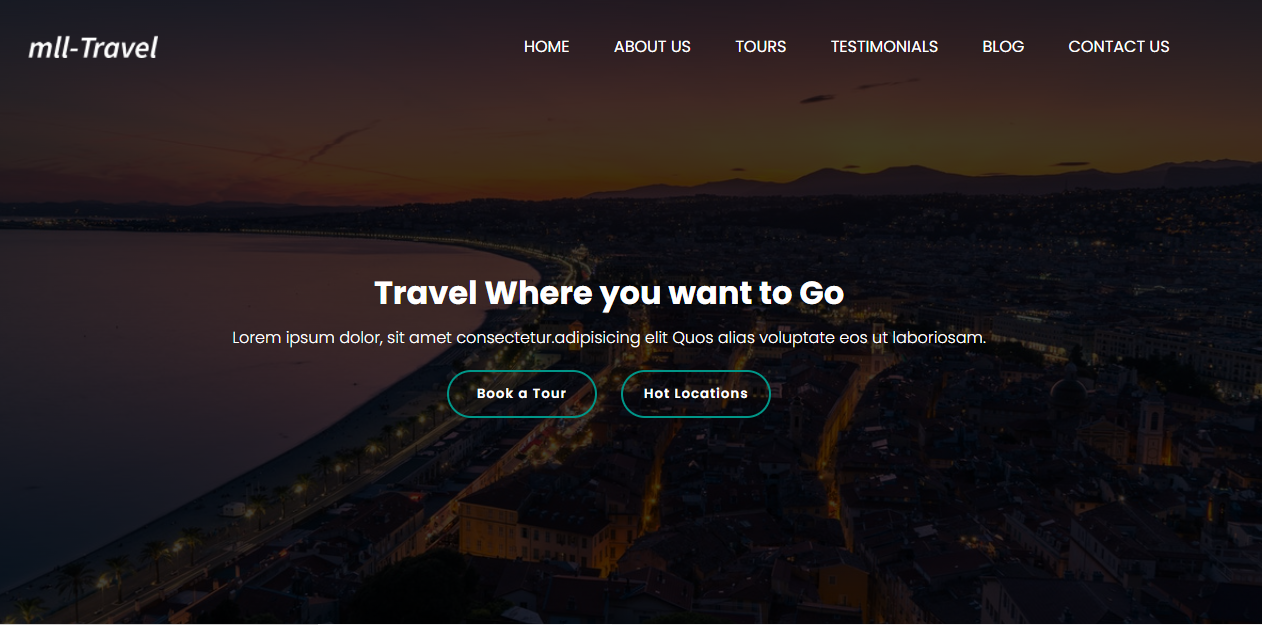 mll-Travel
HOME ABOUT US TOURS TESTIMONIALS BLOG CONTACT US
Travel Where you want to Go
Lorem ipsum dolor, sit amet consectetur.adipisicing elit Quos alias voluptate eos ut laboriosam.
Book a Tour Hot Locations